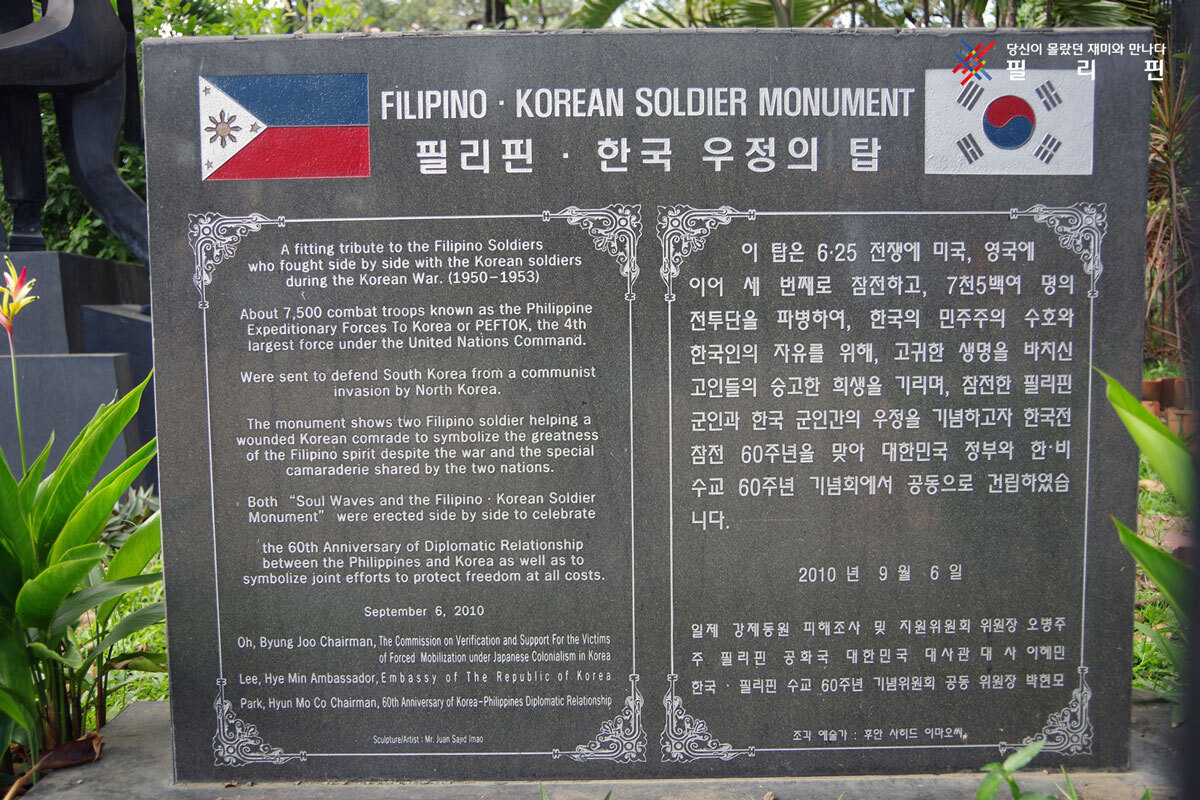 당신이 몰랐던 재미와 만나다
필 리 핀
FILIPINO · KOREAN SOLDIER MONUMENT
필리핀 · 한국 우정의 탑
A fitting tribute to the Filipino Soldiers
who fought side by side with the Korean soldiers
during the Korean War. (1950-1953)
About 7,500 combat troops known as the Philippine
Expeditionary Forces To Korea or PEFTOK, the 4th
largest force under the United Nations Command.
Were sent to defend South Korea from a communist
invasion by North Korea.
The monument shows two Filipino soldier helping a
wounded Korean comrade to symbolize the greatness
of the Filipino spirit despite the war and the special
camaraderie shared by the two nations.
Both “Soul Waves and the Filipino · Korean Soldier
Monument” were erected side by side to celebrate
the 60th Anniversary of Diplomatic Relationship
between the Philippines and Korea as well as to
symbolize joint efforts to protect freedom at all costs.
September 6, 2010
Oh, Byung Joo Chairman, The Commission on Verification and Support For the Victims
of Forced Mobilization under Japanese Colonialism in Korea
Lee, Hye Min Ambassador, Embassy of The Republic of Korea
Park, Hyun Mo Co Chairman, 60th Anniversary of Korea-Philippines Diplomatic Relationship
Sculpture/Artist : Mr. Juan Sajid Imao
이 탑은 6·25 전쟁에 미국, 영국에
이어 세 번째로 참전하고, 7천5백여 명의
전투단을 파병하여, 한국의 민주주의 수호와
한국인의 자유를 위해, 고귀한 생명을 바치신
고인들의 숭고한 희생을 기리며, 참전한 필리핀
군인과 한국 군인간의 우정을 기념하고자 한국전
참전 60주년을 맞아 대한민국 정부와 한·비
수교 60주년 기념회에서 공동으로 건립하였습
니다.
2010 년 9 월 6 일
일제 강제동원 피해조사 및 지원위원회 위원장 오병주
주 필리핀 공화국 대한민국 대사관 대 사 이혜민
한국 · 필리핀 수교 60주년 기념위원회 공동 위원장 박현모
조각 예술가 : 후안 사히드 이마오씨